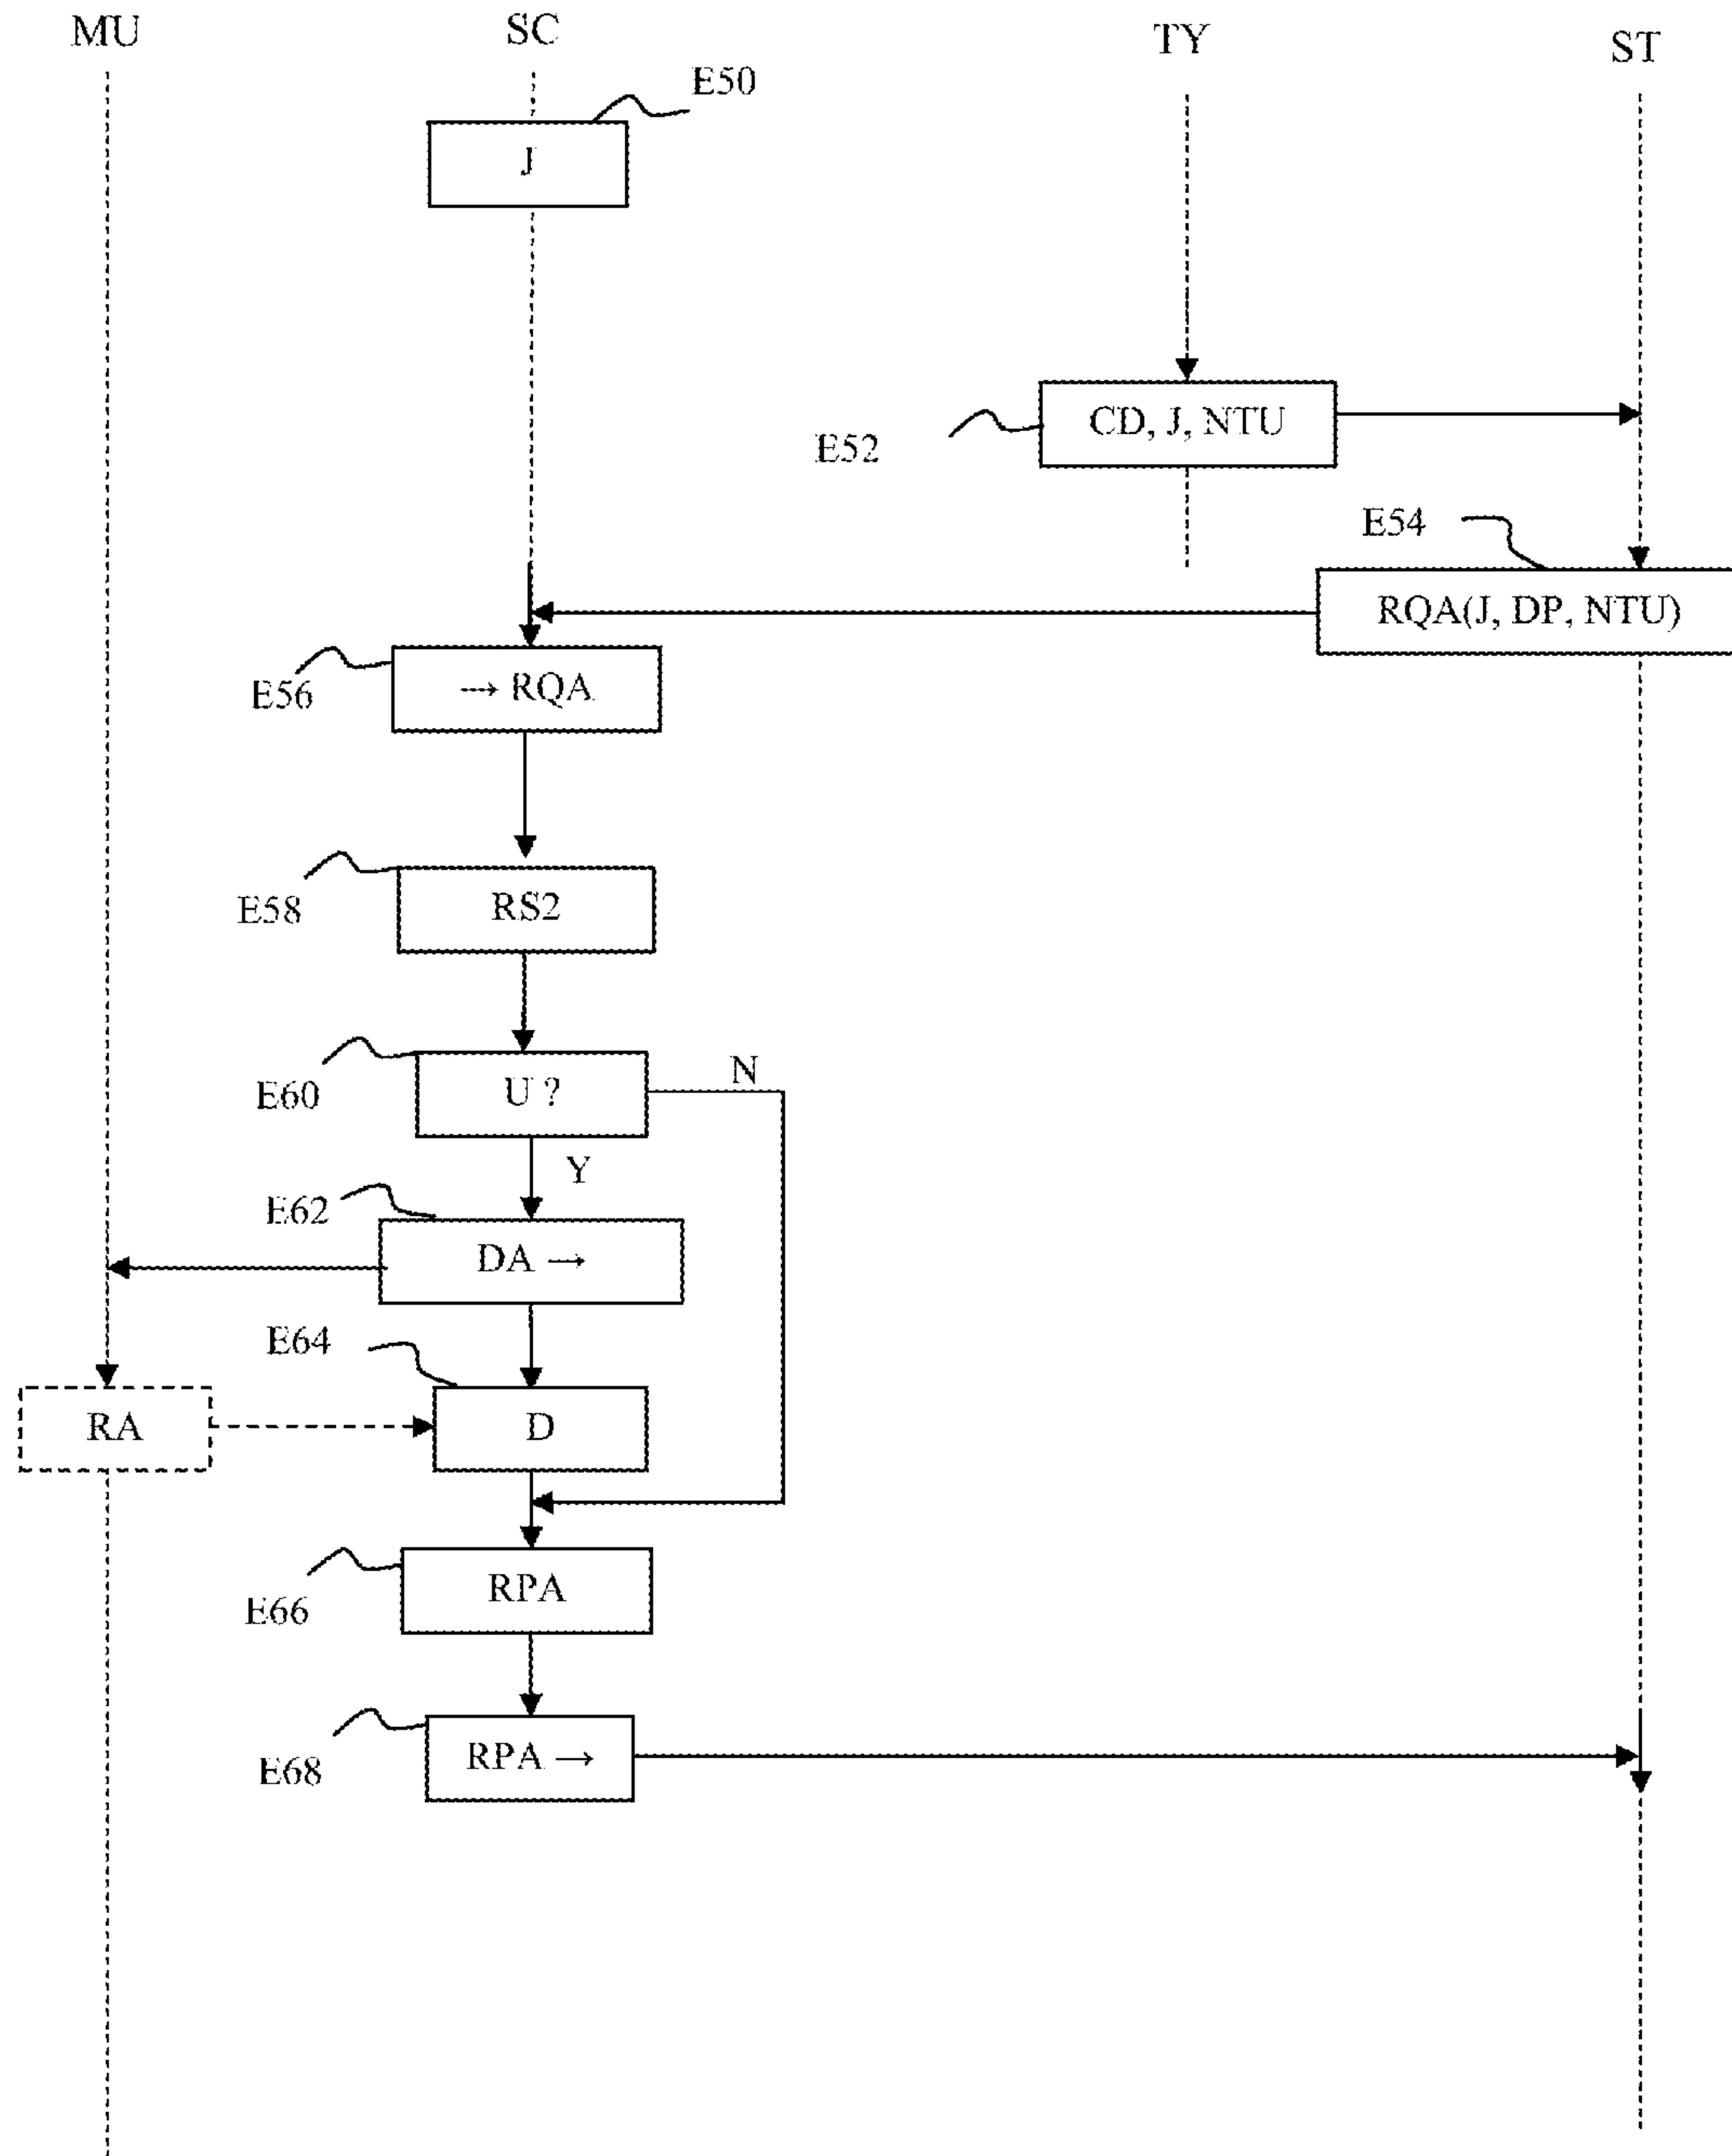 MU
SC
TY
ST
E50
J
CD, J, NTU
E52
E54
RQA(J, DP, NTU)
→ RQA
E56
RS2
E58
N
U ?
E60
Y
E62
DA →
E64
RA
D
RPA
E66
RPA →
E68